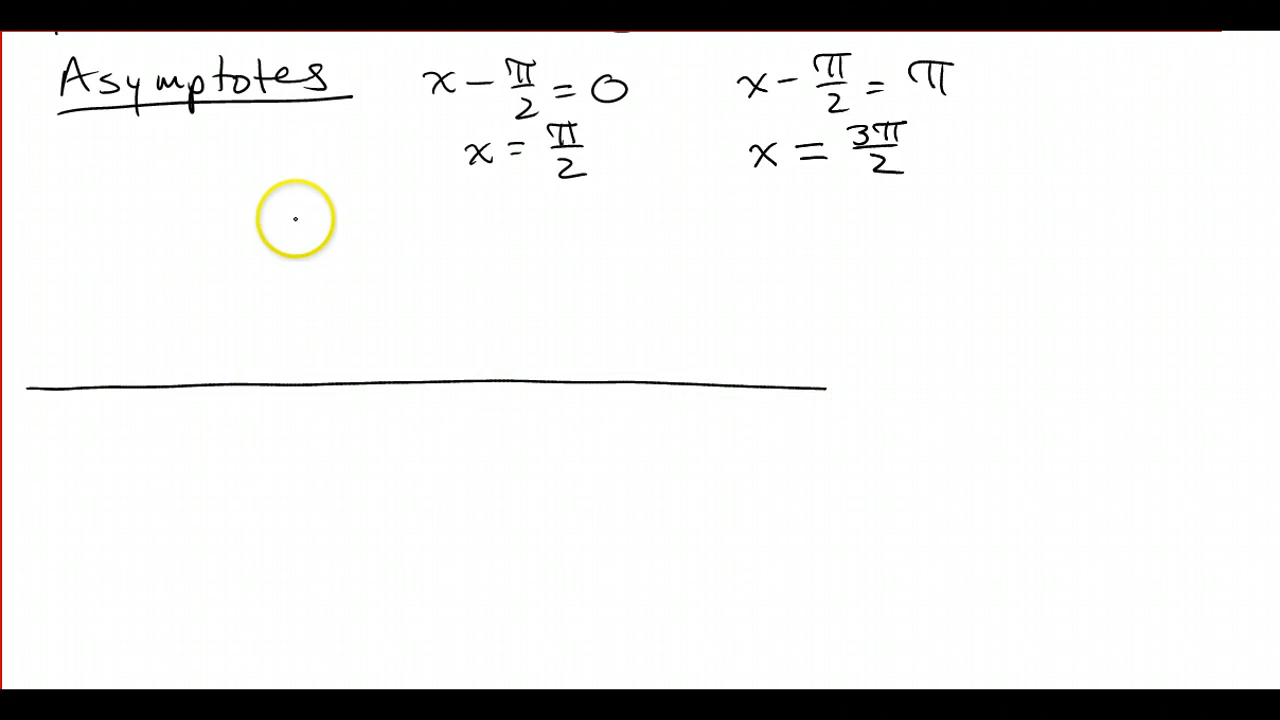 Asymptotes x - π/2 = 0 x - π/2 = π
x = π/2 x = 3π/2